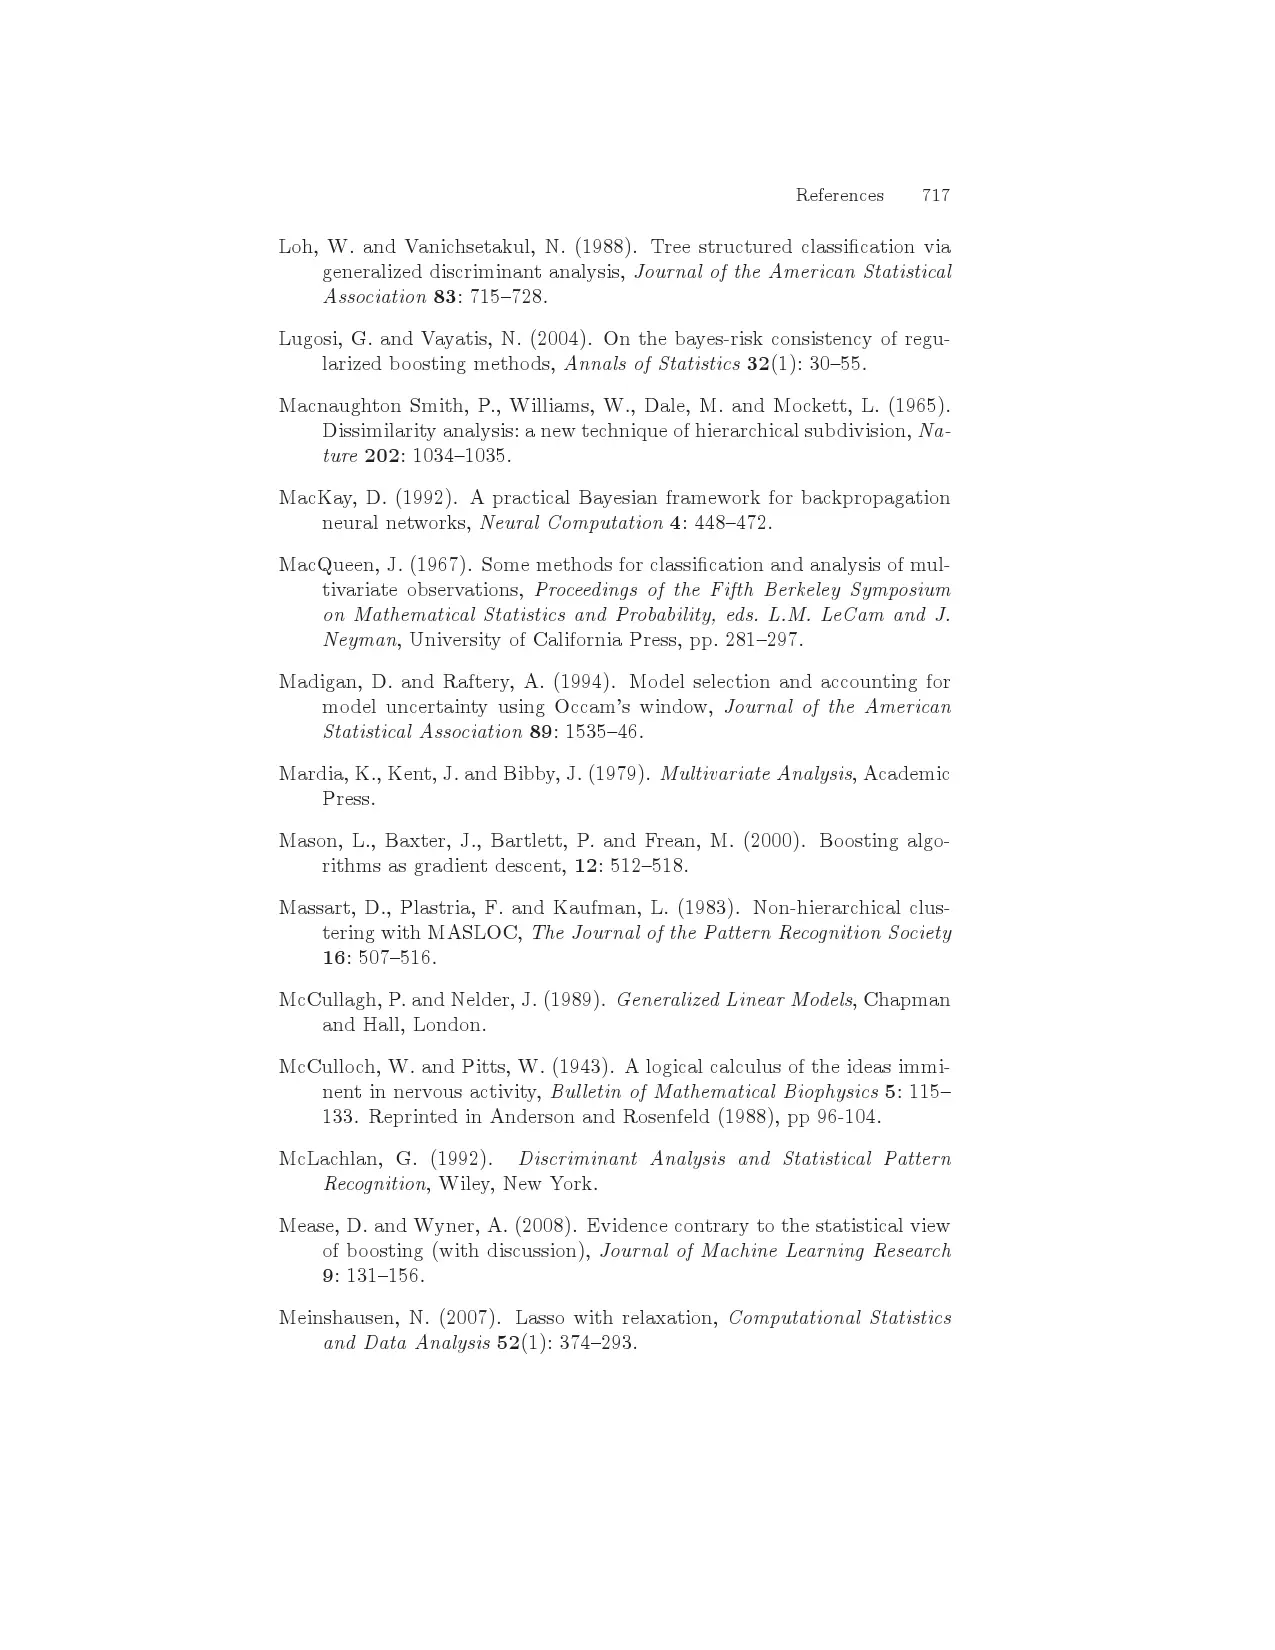 References 717
Loh, W. and Vanichsetakul, N. (1988). Tree structured classification via
generalized discriminant analysis, Journal of the American Statistical
Association 83: 715–728.
Lugosi, G. and Vayatis, N. (2004). On the bayes-risk consistency of regu-
larized boosting methods, Annals of Statistics 32(1): 30–55.
Macnaughton Smith, P., Williams, W., Dale, M. and Mockett, L. (1965).
Dissimilarity analysis: a new technique of hierarchical subdivision, Na-
ture 202: 1034–1035.
MacKay, D. (1992). A practical Bayesian framework for backpropagation
neural networks, Neural Computation 4: 448–472.
MacQueen, J. (1967). Some methods for classification and analysis of mul-
tivariate observations, Proceedings of the Fifth Berkeley Symposium
on Mathematical Statistics and Probability, eds. L.M. LeCam and J.
Neyman, University of California Press, pp. 281–297.
Madigan, D. and Raftery, A. (1994). Model selection and accounting for
model uncertainty using Occam's window, Journal of the American
Statistical Association 89: 1535–46.
Mardia, K., Kent, J. and Bibby, J. (1979). Multivariate Analysis, Academic
Press.
Mason, L., Baxter, J., Bartlett, P. and Frean, M. (2000). Boosting algo-
rithms as gradient descent, 12: 512–518.
Massart, D., Plastria, F. and Kaufman, L. (1983). Non-hierarchical clus-
tering with MASLOC, The Journal of the Pattern Recognition Society
16: 507–516.
McCullagh, P. and Nelder, J. (1989). Generalized Linear Models, Chapman
and Hall, London.
McCulloch, W. and Pitts, W. (1943). A logical calculus of the ideas immi-
nent in nervous activity, Bulletin of Mathematical Biophysics 5: 115–
133. Reprinted in Anderson and Rosenfeld (1988), pp 96-104.
McLachlan, G. (1992). Discriminant Analysis and Statistical Pattern
Recognition, Wiley, New York.
Mease, D. and Wyner, A. (2008). Evidence contrary to the statistical view
of boosting (with discussion), Journal of Machine Learning Research
9: 131–156.
Meinshausen, N. (2007). Lasso with relaxation, Computational Statistics
and Data Analysis 52(1): 374–293.